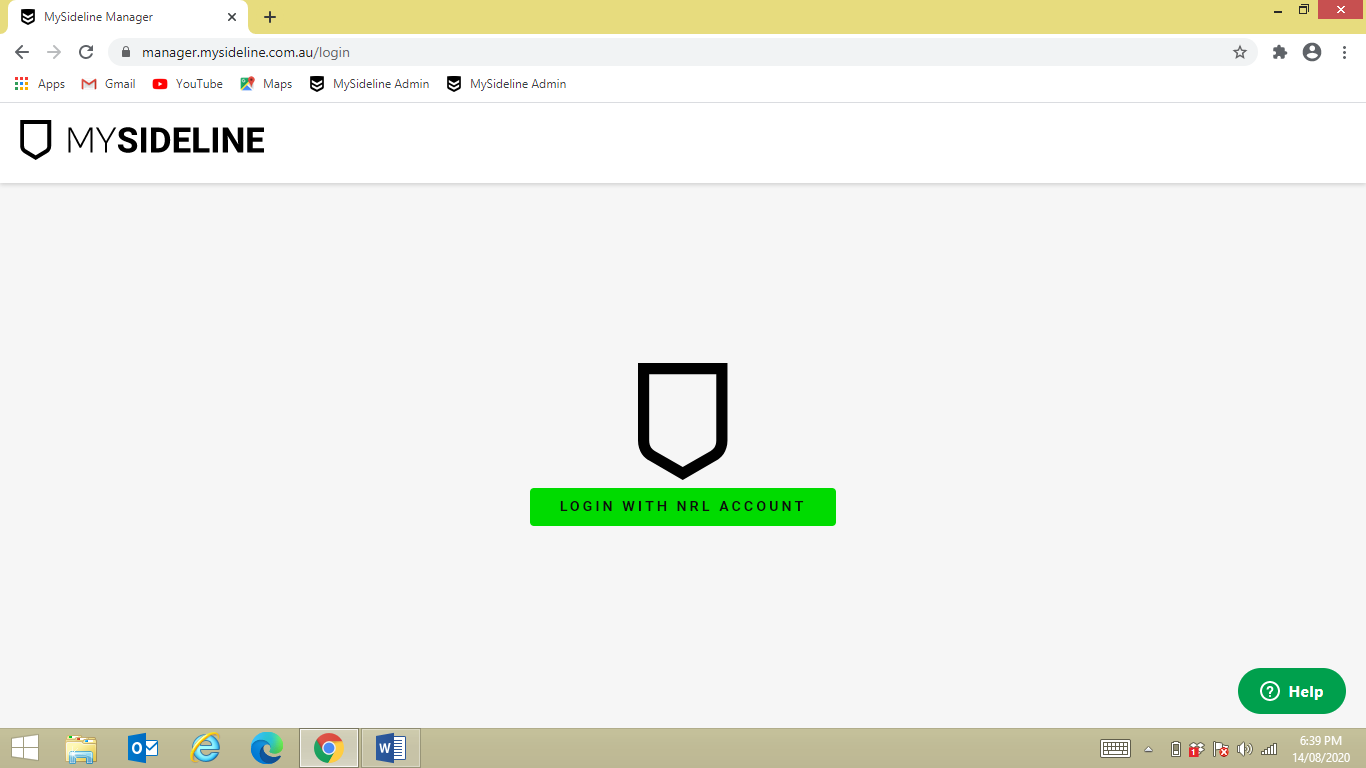 MySideline Manager
manager.mysideline.com.au/login
Apps Gmail YouTube Maps MySideline Admin MySideline Admin
MYSIDELINE
LOGIN WITH NRL ACCOUNT
Help
6:39 PM
14/08/2020